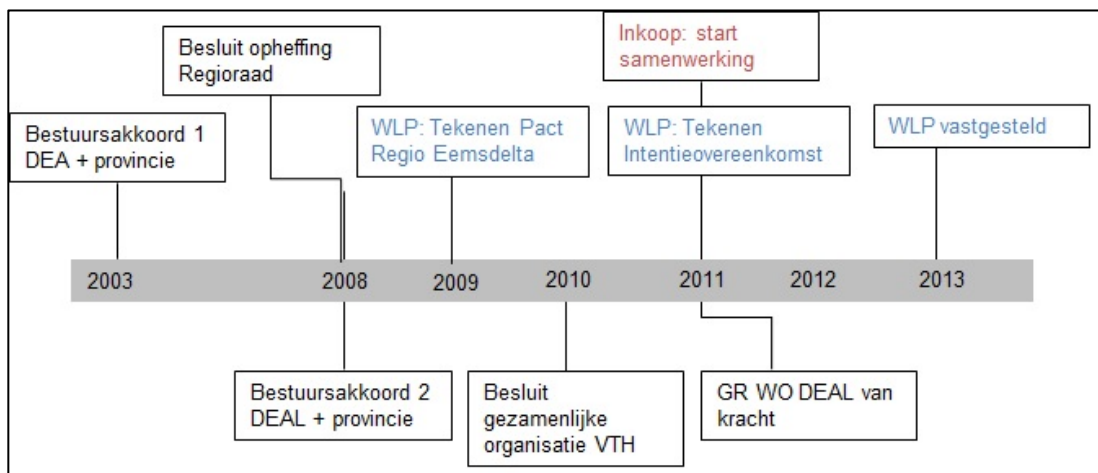 Inkoop: start
samenwerking
Besluit opheffing
Regioraad
Bestuursakkoord 1
DEA + provincie
WLP: Tekenen Pact
Regio Eemsdelta
WLP: Tekenen
Intentieovereenkomst
WLP vastgesteld
2003
2008
2009
2010
2011
2012
2013
Bestuursakkoord 2
DEAL + provincie
Besluit
gezamenlijke
organisatie VTH
GR WO DEAL van
kracht